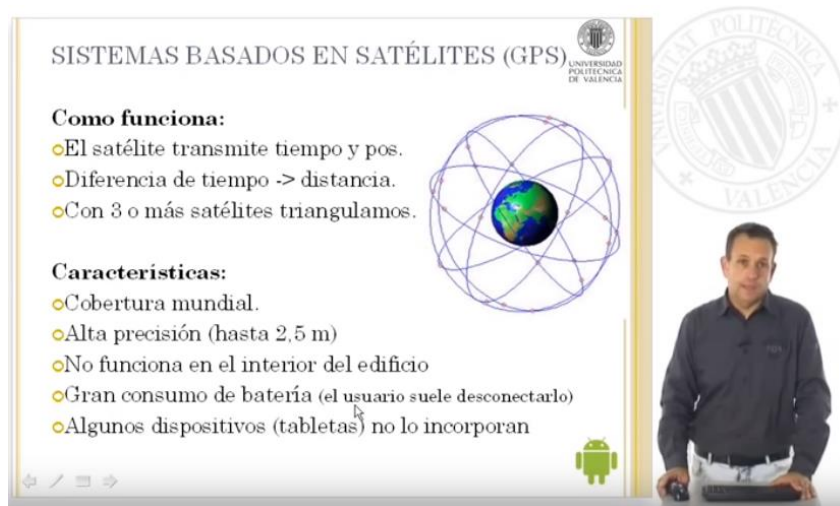 SISTEMAS BASADOS EN SATÉLITES (GPS)
UNIVERSIDAD
POLITECNICA
DE VALENCIA
Como funciona:
El satélite transmite tiempo y pos.
Diferencia de tiempo -> distancia.
Con 3 o más satélites triangulamos.
Características:
Cobertura mundial.
Alta precisión (hasta 2,5 m)
No funciona en el interior del edificio
Gran consumo de batería (el usuario suele desconectarlo)
Algunos dispositivos (tabletas) no lo incorporan
UNIVERSITAT POLITECNICA
VALENCIA